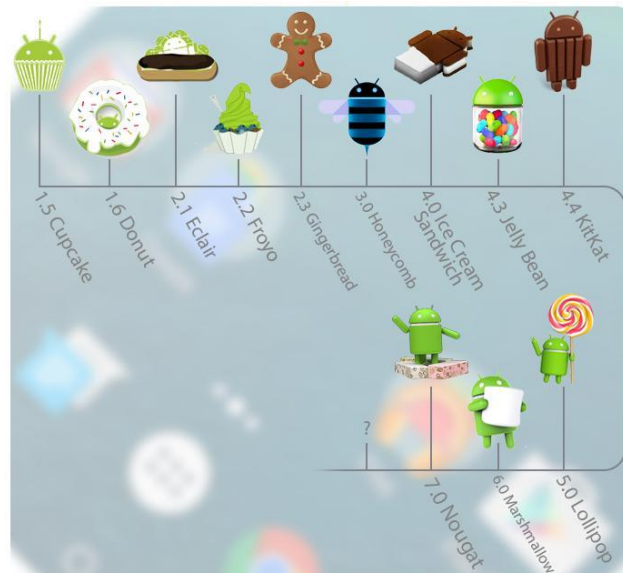 1.5 Cupcake
1.6 Donut
2.1 Eclair
2.2 Froyo
2.3 Gingerbread
3.0 Honeycomb
4.0 Ice Cream
Sandwich
4.3 Jelly Bean
4.4 KitKat
5.0 Lollipop
6.0 Marshmallow
7.0 Nougat
?